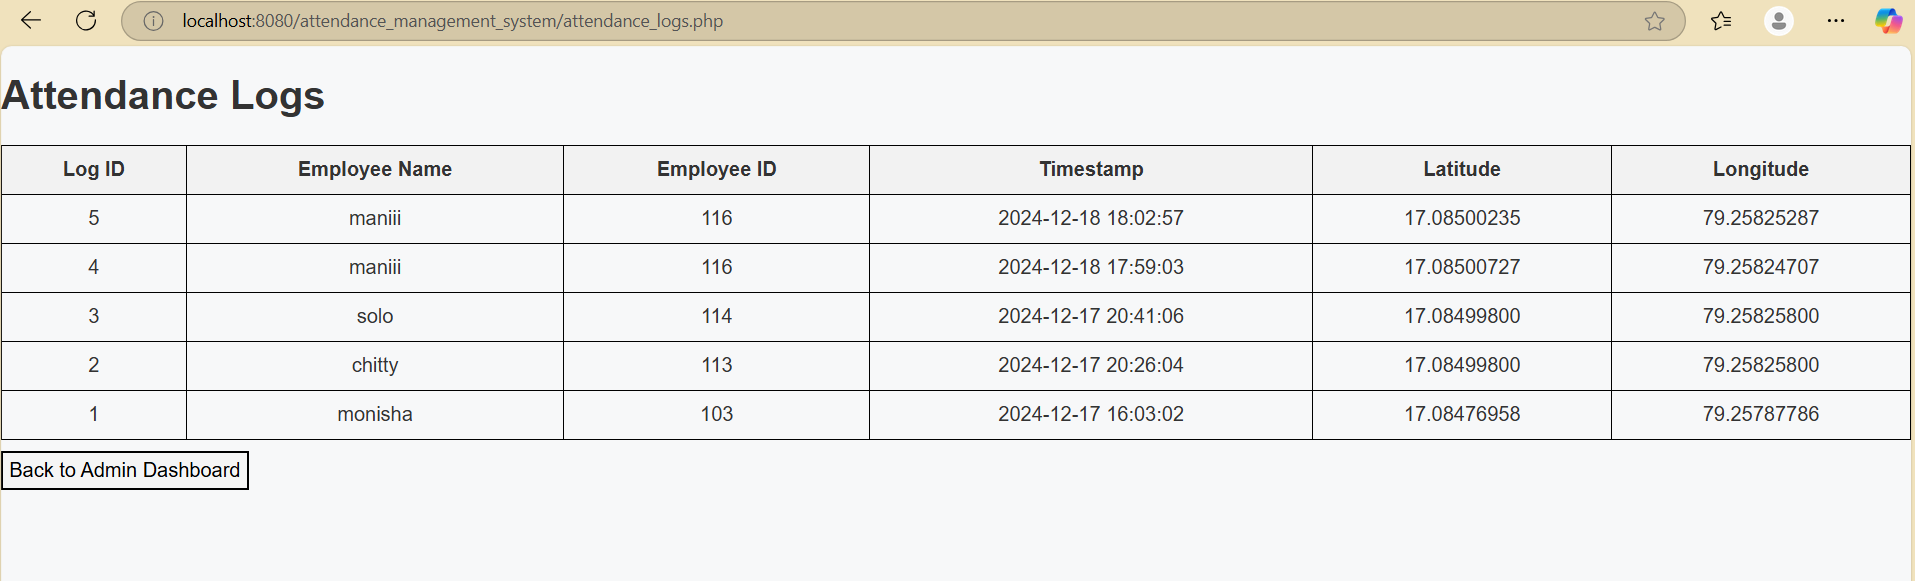 localhost:8080/attendance_management_system/attendance_logs.php
Attendance Logs
Log ID Employee Name Employee ID Timestamp Latitude Longitude
5 maniii 116 2024-12-18 18:02:57 17.08500235 79.25825287
4 maniii 116 2024-12-18 17:59:03 17.08500727 79.25824707
3 solo 114 2024-12-17 20:41:06 17.08499800 79.25825800
2 chitty 113 2024-12-17 20:26:04 17.08499800 79.25825800
1 monisha 103 2024-12-17 16:03:02 17.08476958 79.25787786
Back to Admin Dashboard